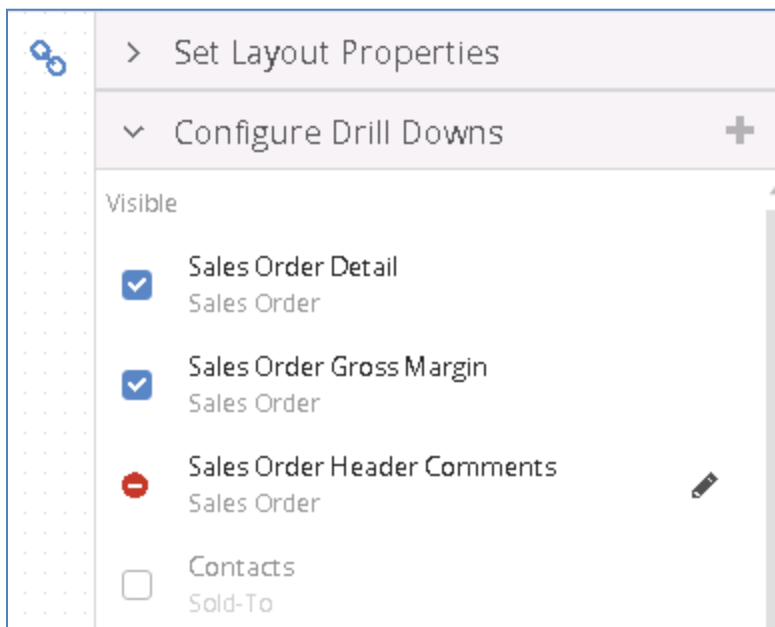 Set Layout Properties
Configure Drill Downs
Visible
Sales Order Detail
Sales Order
Sales Order Gross Margin
Sales Order
Sales Order Header Comments
Sales Order
Contacts
Sold-To